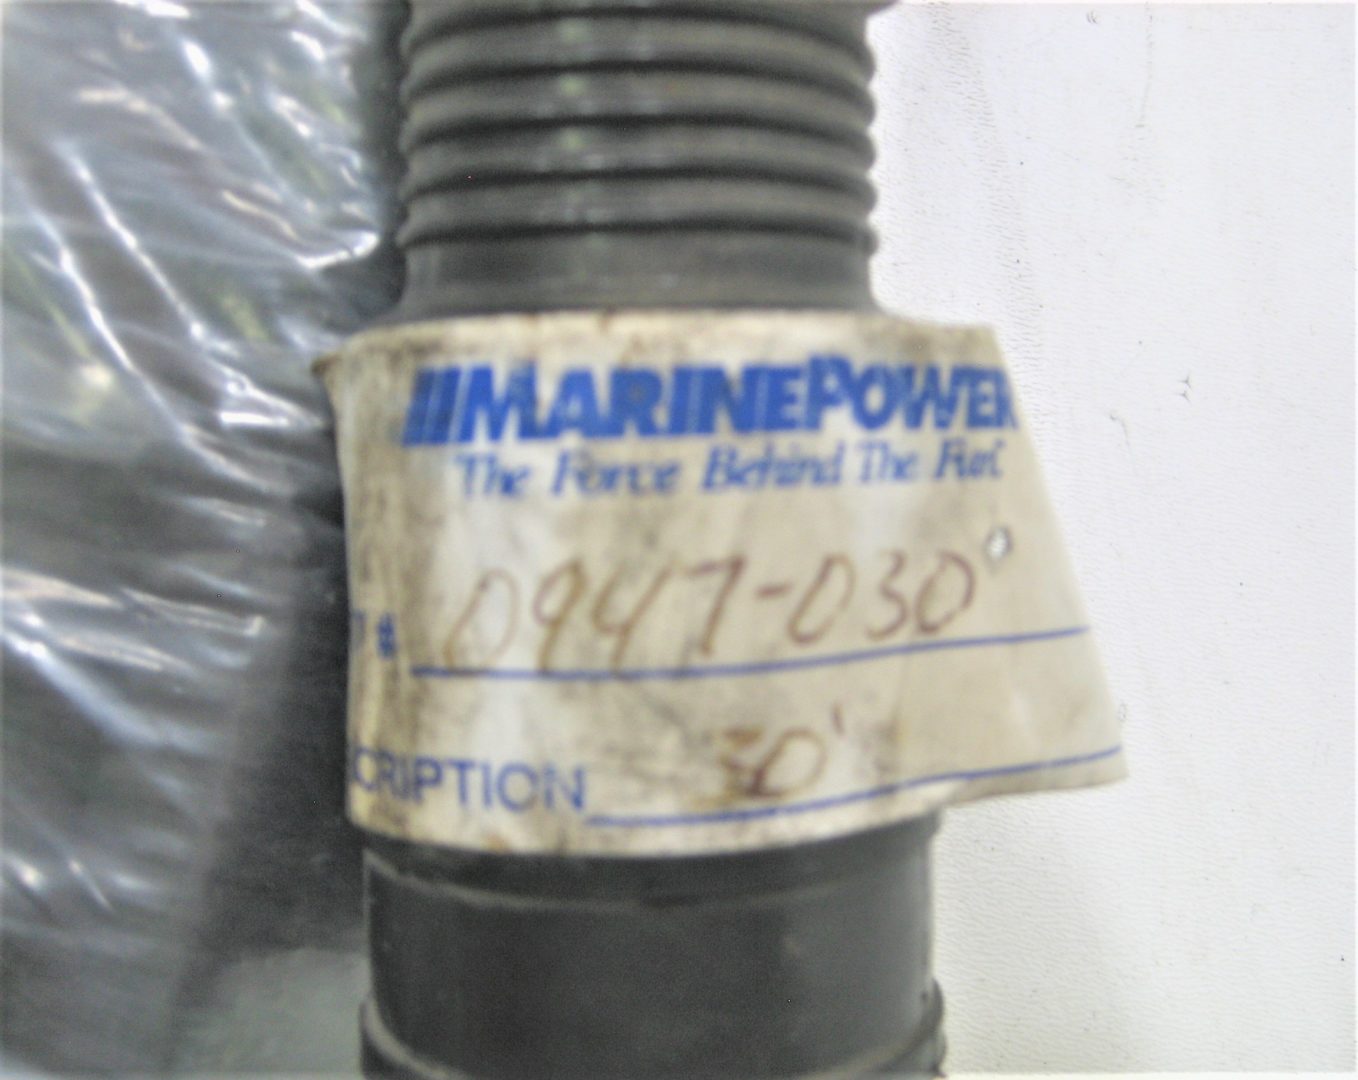 MARINEPOWER
The Force Behind The Fun
T # 0947-030
CRIPTION 30'